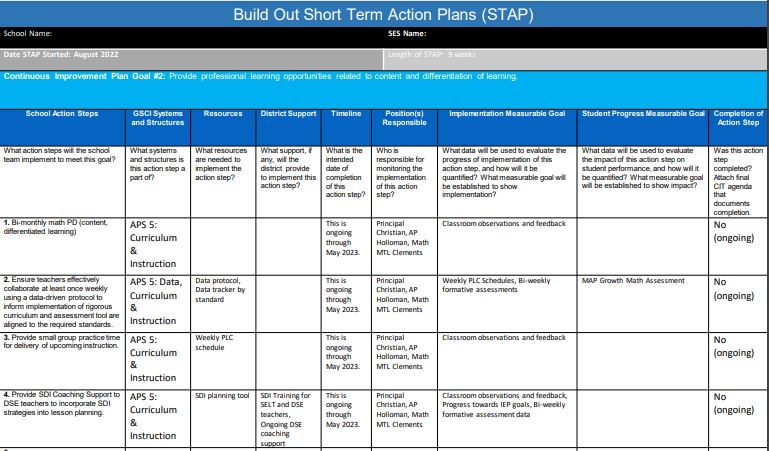 Build Out Short Term Action Plans (STAP)
School Name:
SES Name:
Date STAP Started: August 2022
Length of STAP: 9 weeks
Continuous Improvement Plan Goal #2: Provide professional learning opportunities related to content and differentiation of learning.
School Action Steps
GSCI Systems
and Structures
Resources
District Support
Timeline
Position(s)
Responsible
Implementation Measurable Goal
Student Progress Measurable Goal
Completion of
Action Step
What action steps will the school
team implement to meet this goal?
What systems
and structures is
this action step a
part of?
What resources
are needed to
implement the
action step?
What support, if
any, will the
district provide
to implement this
action step?
What is the
intended
date of
completion
of this
action step?
Who is
responsible for
monitoring the
implementation
of this action
step?
What data will be used to evaluate the
progress of implementation of this
action step, and how will it be
quantified? What measurable goal will
be established to show
implementation?
What data will be used to evaluate
the impact of this action step on
student performance, and how will it
be quantified? What measurable goal
will be established to show impact?
Was this
action step
completed?
Attach final
CIT agenda
that
documents
completion.
1. Bi-monthly math PD (content,
differentiated learning)
APS 5:
Curriculum
&
Instruction
This is
ongoing
through
May 2023.
Principal
Christian, AP
Holloman, Math
MTL Clements
Classroom observations and feedback
No
(ongoing)
2. Ensure teachers effectively
collaborate at least once weekly
using a data-driven protocol to
inform implementation of rigorous
curriculum and assessment tool are
aligned to the required standards.
APS 5: Data,
Curriculum
&
Instruction
Data protocol,
Data tracker by
standard
This is
ongoing
through
May 2023.
Principal
Christian, AP
Holloman, Math
MTL Clements
Weekly PLC Schedules, Bi-weekly
formative assessments
MAP Growth Math Assessment
No
(ongoing)
3. Provide small group practice time
for delivery of upcoming instruction.
APS 5:
Curriculum
&
Instruction
Weekly PLC
schedule
This is
ongoing
through
May 2023.
Principal
Christian, AP
Holloman, Math
MTL Clements
Classroom observations and feedback
No
(ongoing)
4. Provide SDI Coaching Support to
DSE teachers to incorporate SDI
strategies into lesson planning.
APS 5:
Curriculum
&
Instruction
SDI planning tool
SDI Training for
SELT and DSE
teachers,
Ongoing DSE
coaching
support
This is
ongoing
through
May 2023.
Principal
Christian, AP
Holloman, Math
MTL Clements
Classroom observations and feedback,
Progress towards IEP goals, Bi-weekly
formative assessment data
No
(ongoing)